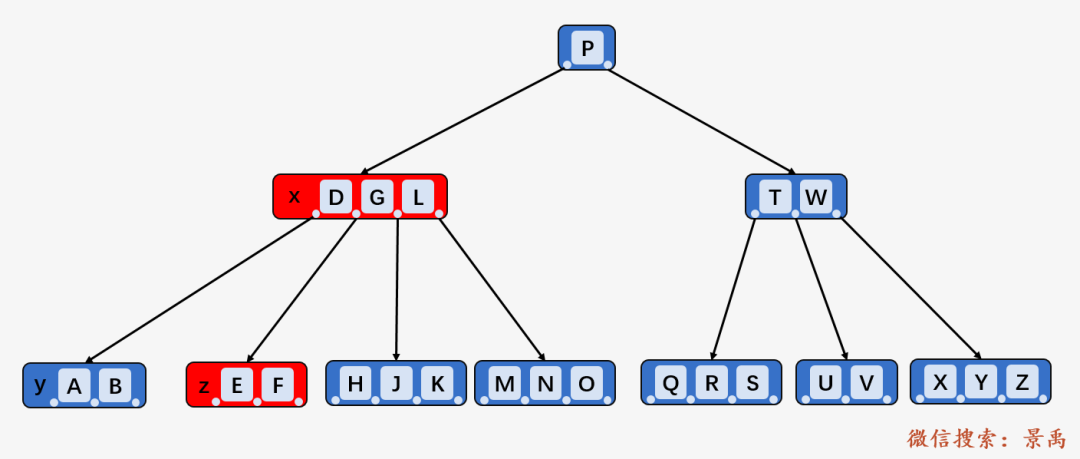 P
x D G L
T W
y A B
z E F
H J K
M N O
Q R S
U V
X Y Z
微信搜索：景禹